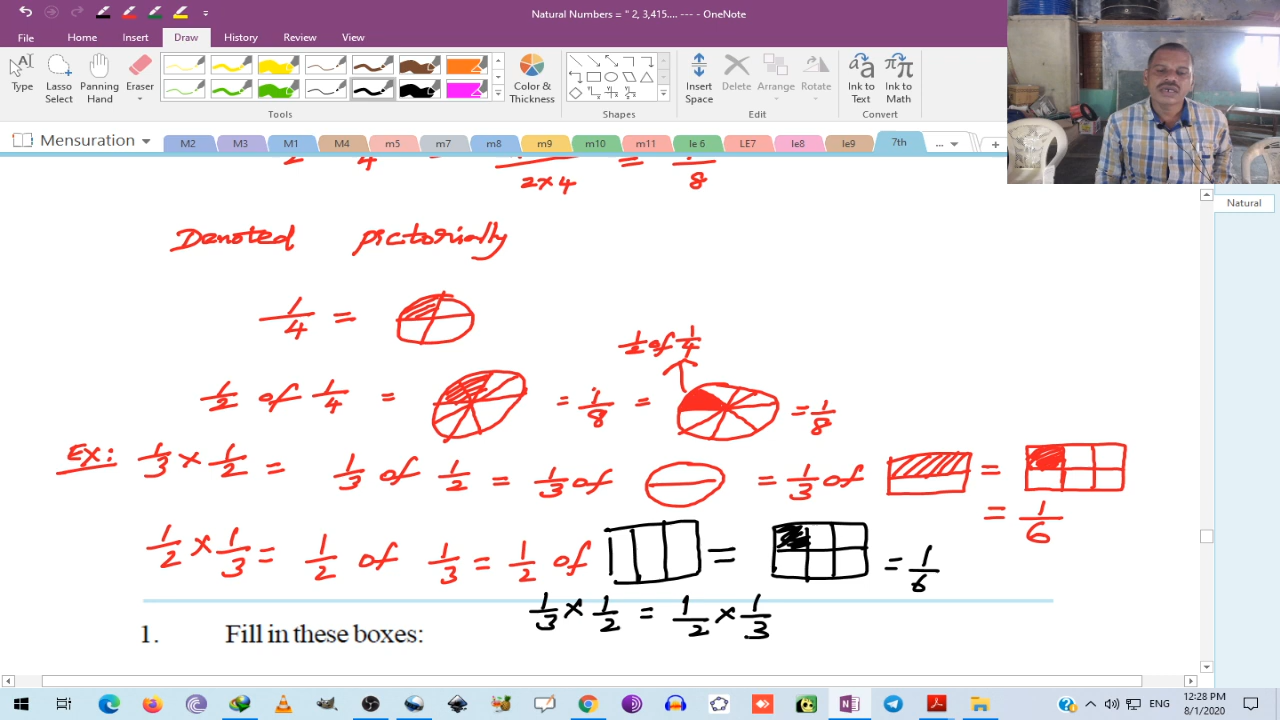 Natural Numbers = " 2, 3,415.... --- - OneNote
File Home Insert Draw History Review View
Type Lasso Select Panning Hand Eraser Color & Thickness Insert Space Delete Arrange Rotate Ink to Text Ink to Math
Tools Shapes Edit Convert
Mensuration M2 M3 M1 M4 m5 m7 m8 m9 m10 m11 le 6 LE7 le8 le9 7th ... +
Natural
2 4 2×4 = 8
Denoted pictorially
1/4 =
1/2 of 1/4
1/2 of 1/4 = = 1/8 = = 1/8
EX: 1/3 × 1/2 = 1/3 of 1/2 = 1/3 of = 1/3 of =
= 1/6
1/2 × 1/3 = 1/2 of 1/3 = 1/2 of = = 1/6
1/3 × 1/2 = 1/2 × 1/3
1. Fill in these boxes:
ENG 12:28 PM
8/1/2020